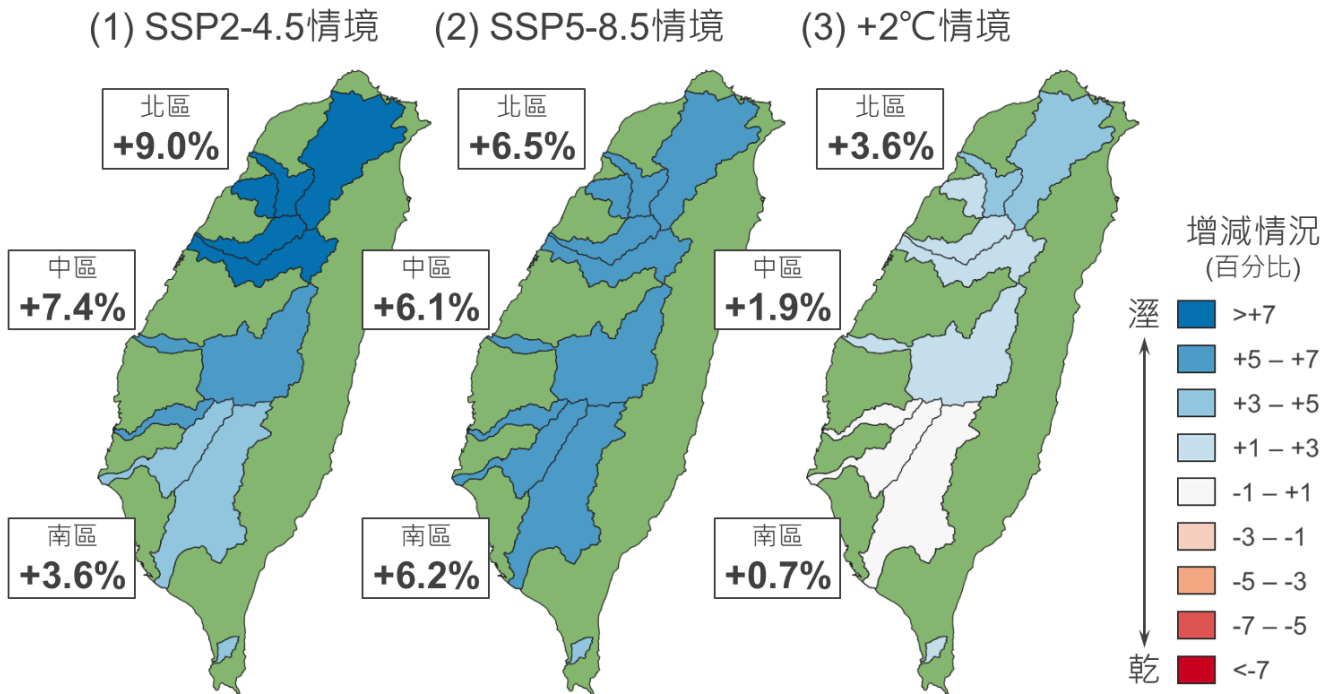 (1) SSP2-4.5情境
(2) SSP5-8.5情境
(3) +2℃情境
北區
+9.0%
中區
+7.4%
南區
+3.6%
北區
+6.5%
中區
+6.1%
南區
+6.2%
北區
+3.6%
中區
+1.9%
南區
+0.7%
增減情況
(百分比)
溼
>+7
+5 – +7
+3 – +5
+1 – +3
-1 – +1
-3 – -1
-5 – -3
-7 – -5
乾
<-7